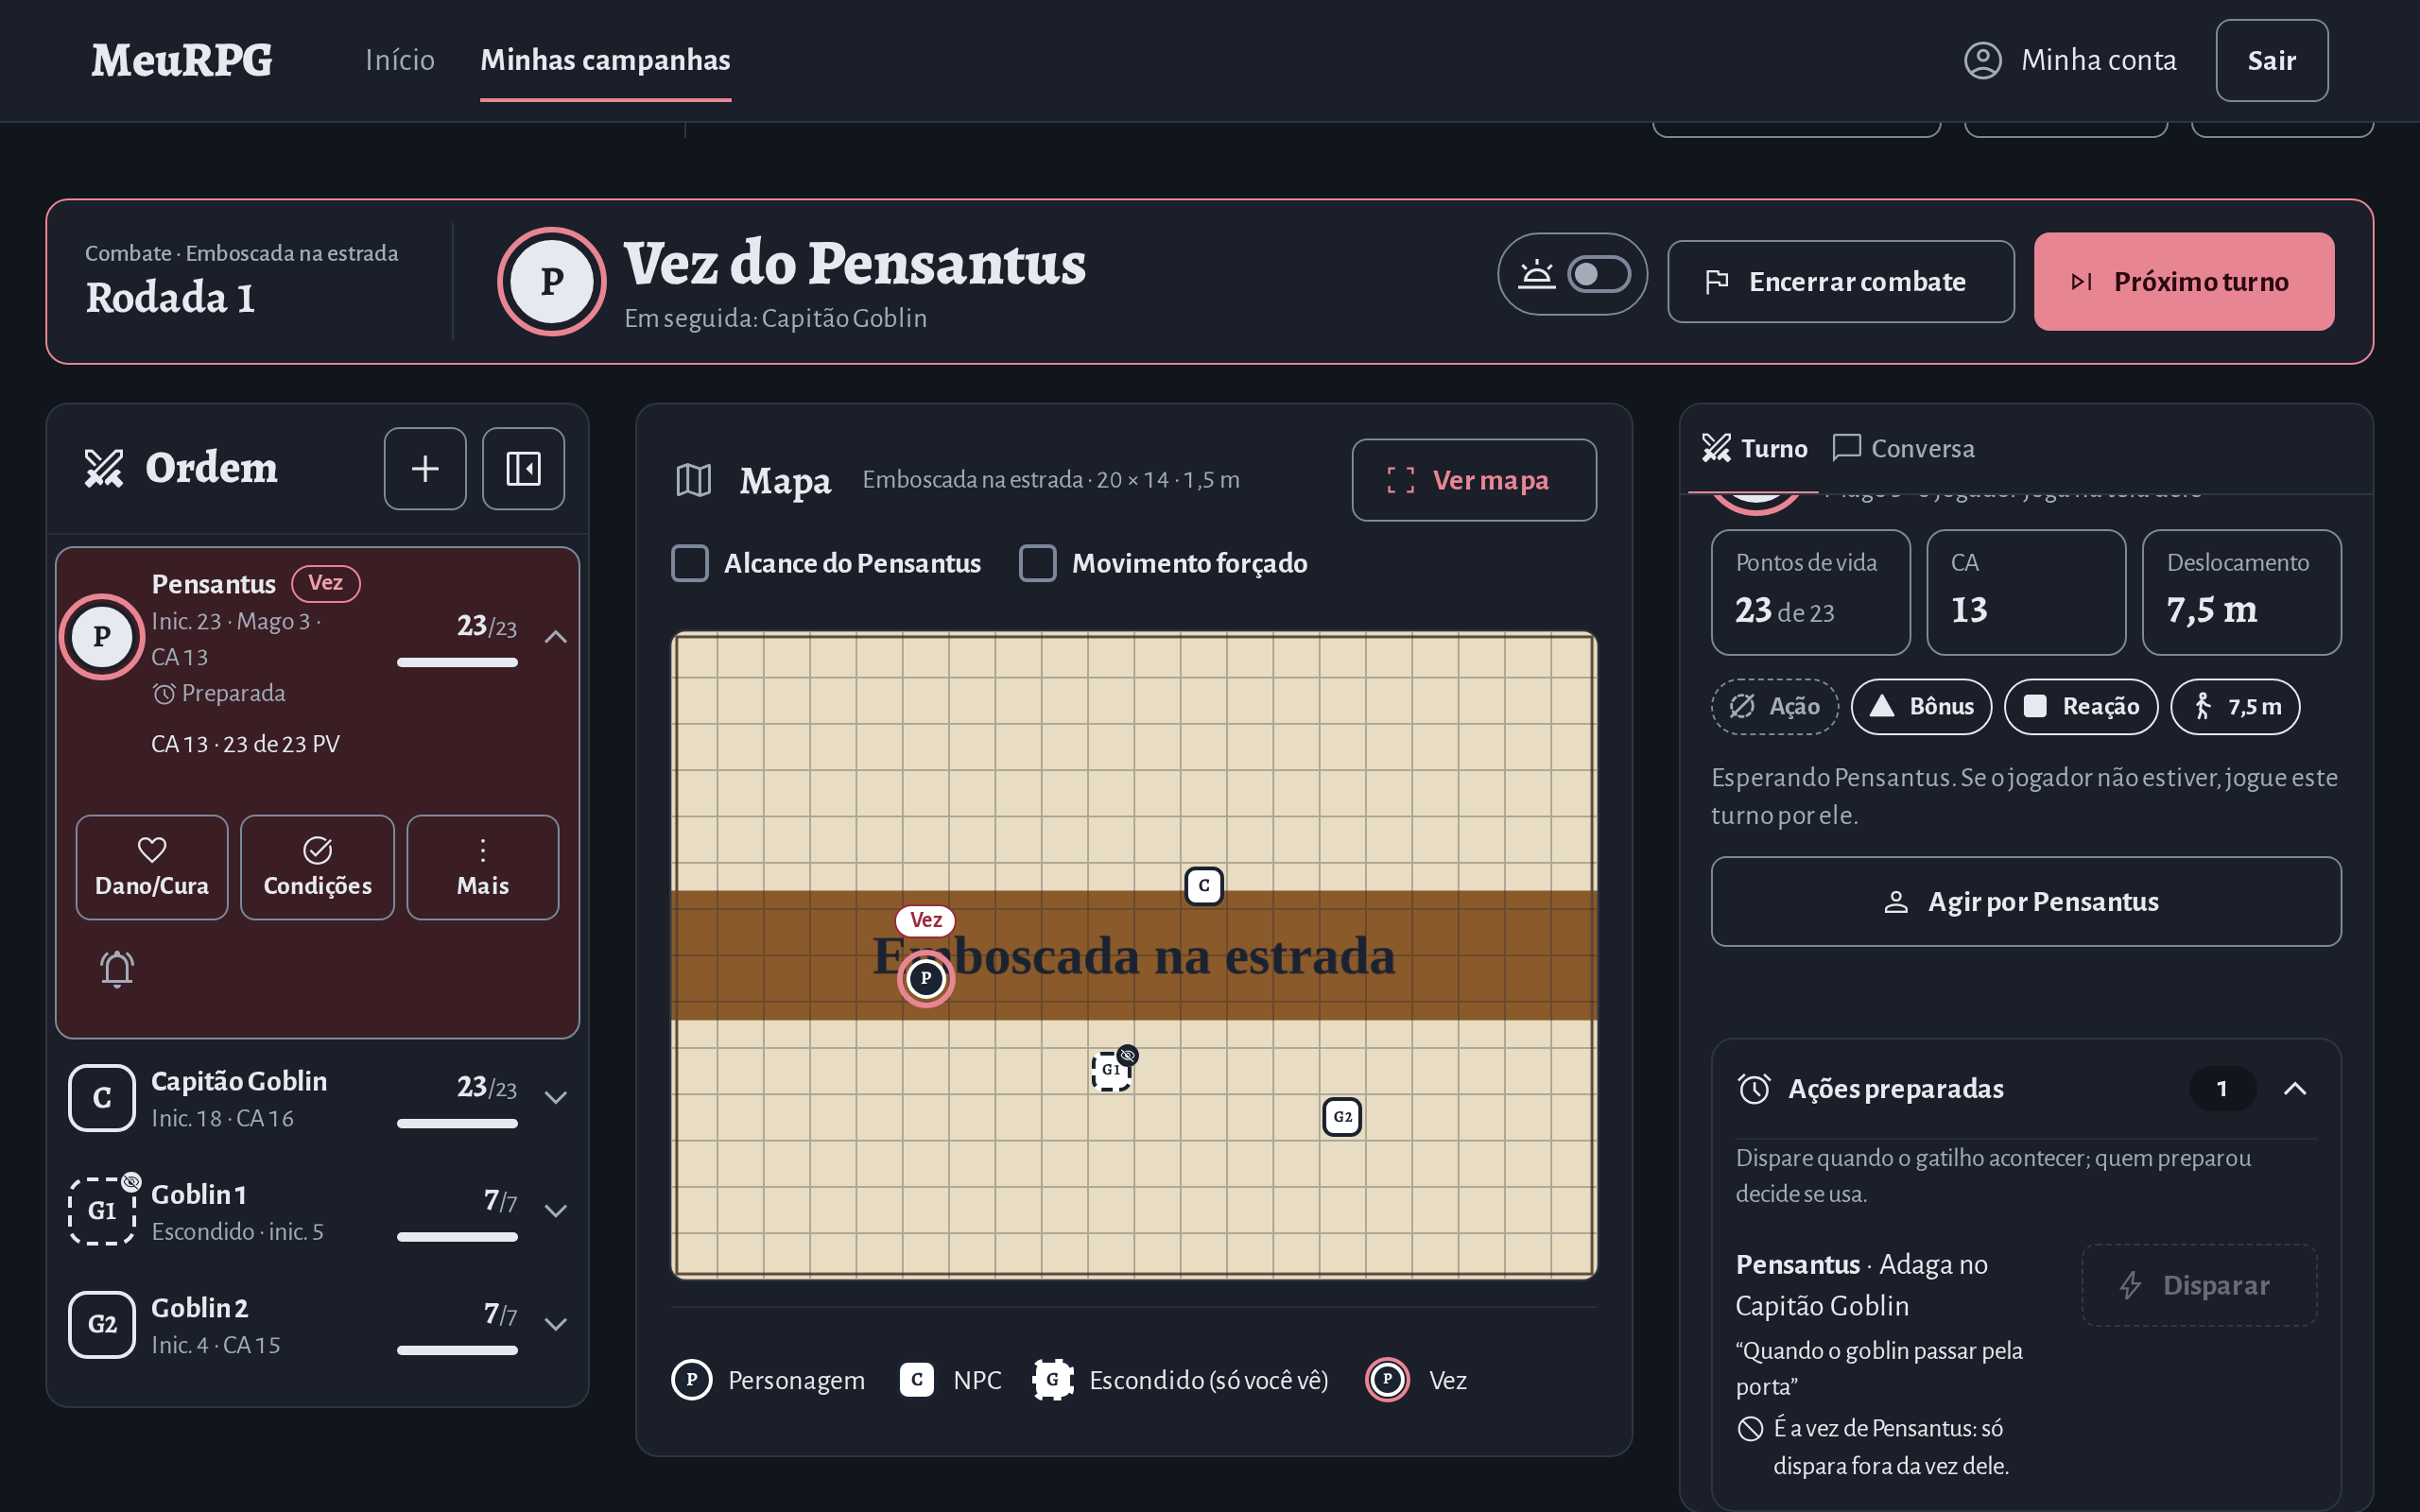 MeuRPG
Início
Minhas campanhas
Minha conta
Sair
Combate · Emboscada na estrada
Rodada 1
P
Vez do Pensantus
Em seguida: Capitão Goblin
Encerrar combate
Próximo turno
Ordem
P
Pensantus
Vez
Inic. 23 · Mago 3 ·
CA 13
Preparada
23/23
CA 13 · 23 de 23 PV
Dano/Cura
Condições
Mais
C
Capitão Goblin
Inic. 18 · CA 16
23/23
G1
Goblin 1
Escondido · inic. 5
7/7
G2
Goblin 2
Inic. 4 · CA 15
7/7
Mapa
Emboscada na estrada · 20 × 14 · 1,5 m
Ver mapa
Alcance do Pensantus
Movimento forçado
C
Vez
Emboscada na estrada
P
G1
G2
P
Personagem
C
NPC
G
Escondido (só você vê)
P
Vez
Turno
Conversa
Pontos de vida
23 de 23
CA
13
Deslocamento
7,5 m
Ação
Bônus
Reação
7,5 m
Esperando Pensantus. Se o jogador não estiver, jogue este
turno por ele.
Agir por Pensantus
Ações preparadas
1
Dispare quando o gatilho acontecer; quem preparou
decide se usa.
Pensantus · Adaga no
Capitão Goblin
Disparar
“Quando o goblin passar pela
porta”
É a vez de Pensantus: só
dispara fora da vez dele.